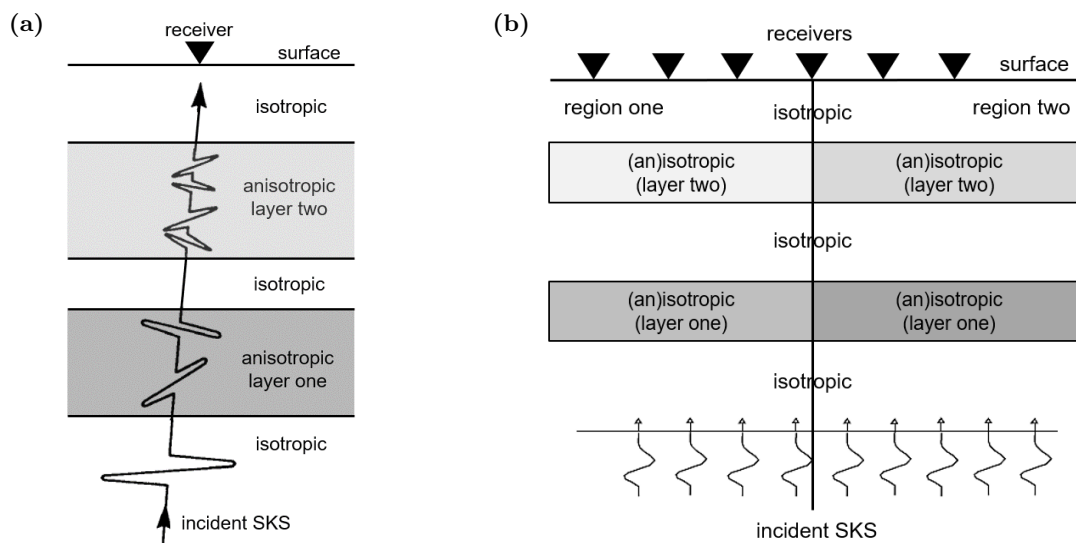 (a)
receiver
surface
isotropic
anisotropic
layer two
isotropic
anisotropic
layer one
isotropic
incident SKS
(b)
receivers
surface
region one
isotropic
region two
(an)isotropic
(layer two)
(an)isotropic
(layer two)
isotropic
(an)isotropic
(layer one)
(an)isotropic
(layer one)
isotropic
incident SKS